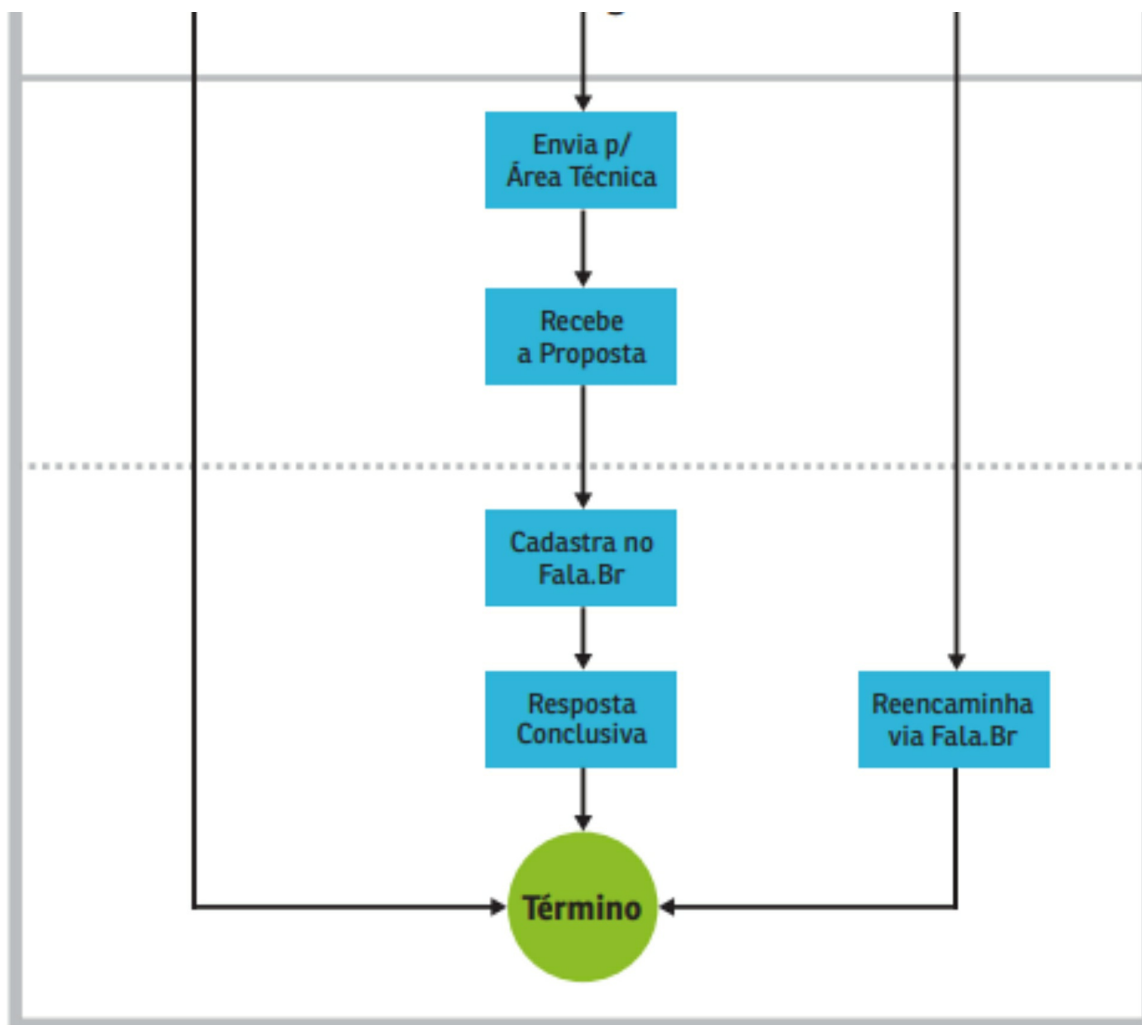 Envia p/
Área Técnica
Recebe
a Proposta
Cadastra no
Fala.Br
Resposta
Conclusiva
Reencaminha
via Fala.Br
Término